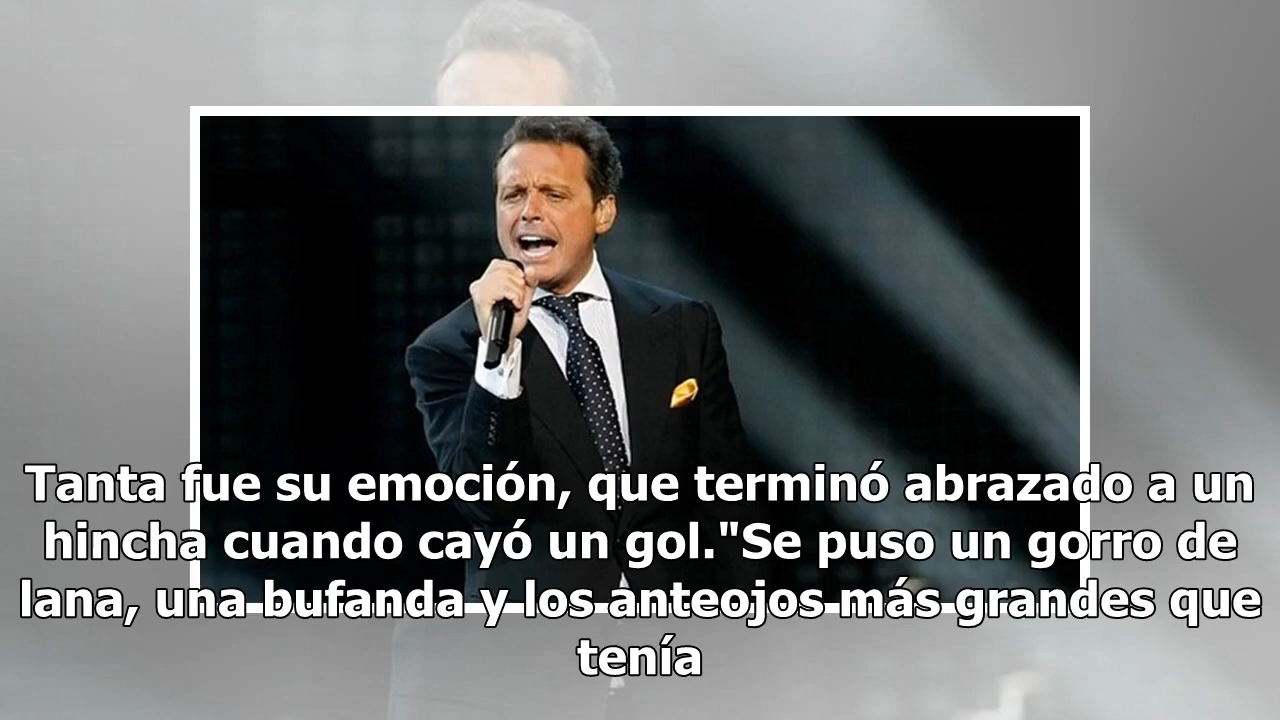 Tanta fue su emoción, que terminó abrazado a un
hincha cuando cayó un gol."Se puso un gorro de
lana, una bufanda y los anteojos más grandes que
tenía